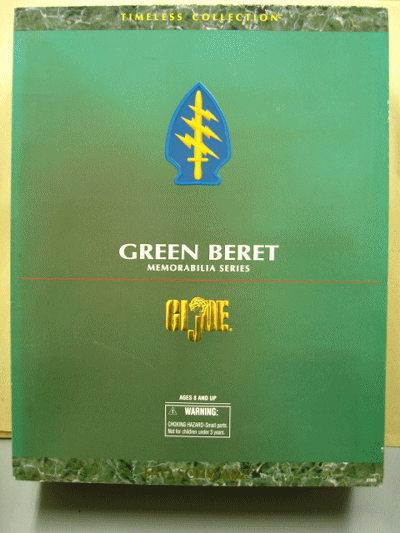 TIMELESS COLLECTION
GREEN BERET
MEMORABILIA SERIES
GI JOE
AGES 8 AND UP
WARNING:
CHOKING HAZARD-Small parts.
Not for children under 3 years.